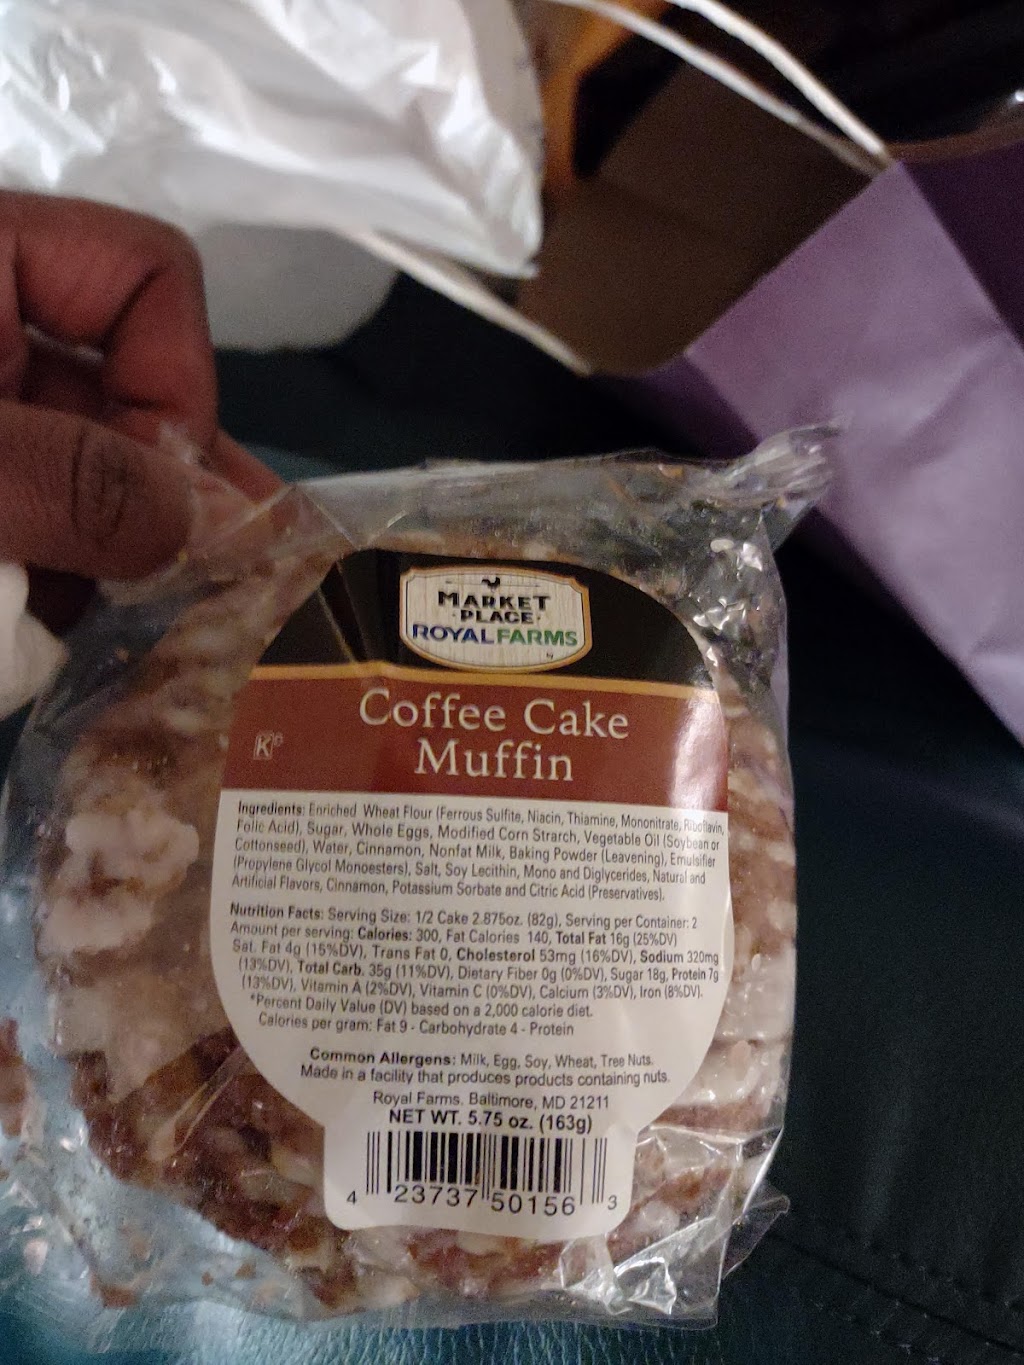 MARKET
PLACE
ROYAL FARMS
Coffee Cake
Muffin
K
Ingredients: Enriched Wheat Flour (Ferrous Sulfite, Niacin, Thiamine, Mononitrate, Riboflavin,
Folic Acid), Sugar, Whole Eggs, Modified Corn Strarch, Vegetable Oil (Soybean or
Cottonseed), Water, Cinnamon, Nonfat Milk, Baking Powder (Leavening), Emulsifier
(Propylene Glycol Monoesters), Salt, Soy Lecithin, Mono and Diglycerides, Natural and
Artificial Flavors, Cinnamon, Potassium Sorbate and Citric Acid (Preservatives).
Nutrition Facts: Serving Size: 1/2 Cake 2.875oz. (82g), Serving per Container: 2
Amount per serving: Calories: 300, Fat Calories 140, Total Fat 16g (25%DV)
Sat. Fat 4g (15%DV), Trans Fat 0, Cholesterol 53mg (16%DV), Sodium 320mg
(13%DV), Total Carb. 35g (11%DV), Dietary Fiber 0g (0%DV), Sugar 18g, Protein 7g
(13%DV), Vitamin A (2%DV), Vitamin C (0%DV), Calcium (3%DV), Iron (8%DV).
*Percent Daily Value (DV) based on a 2,000 calorie diet.
Calories per gram: Fat 9 - Carbohydrate 4 - Protein
Common Allergens: Milk, Egg, Soy, Wheat, Tree Nuts.
Made in a facility that produces products containing nuts.
Royal Farms. Baltimore, MD 21211
NET WT. 5.75 oz. (163g)
4 23737 50156 3